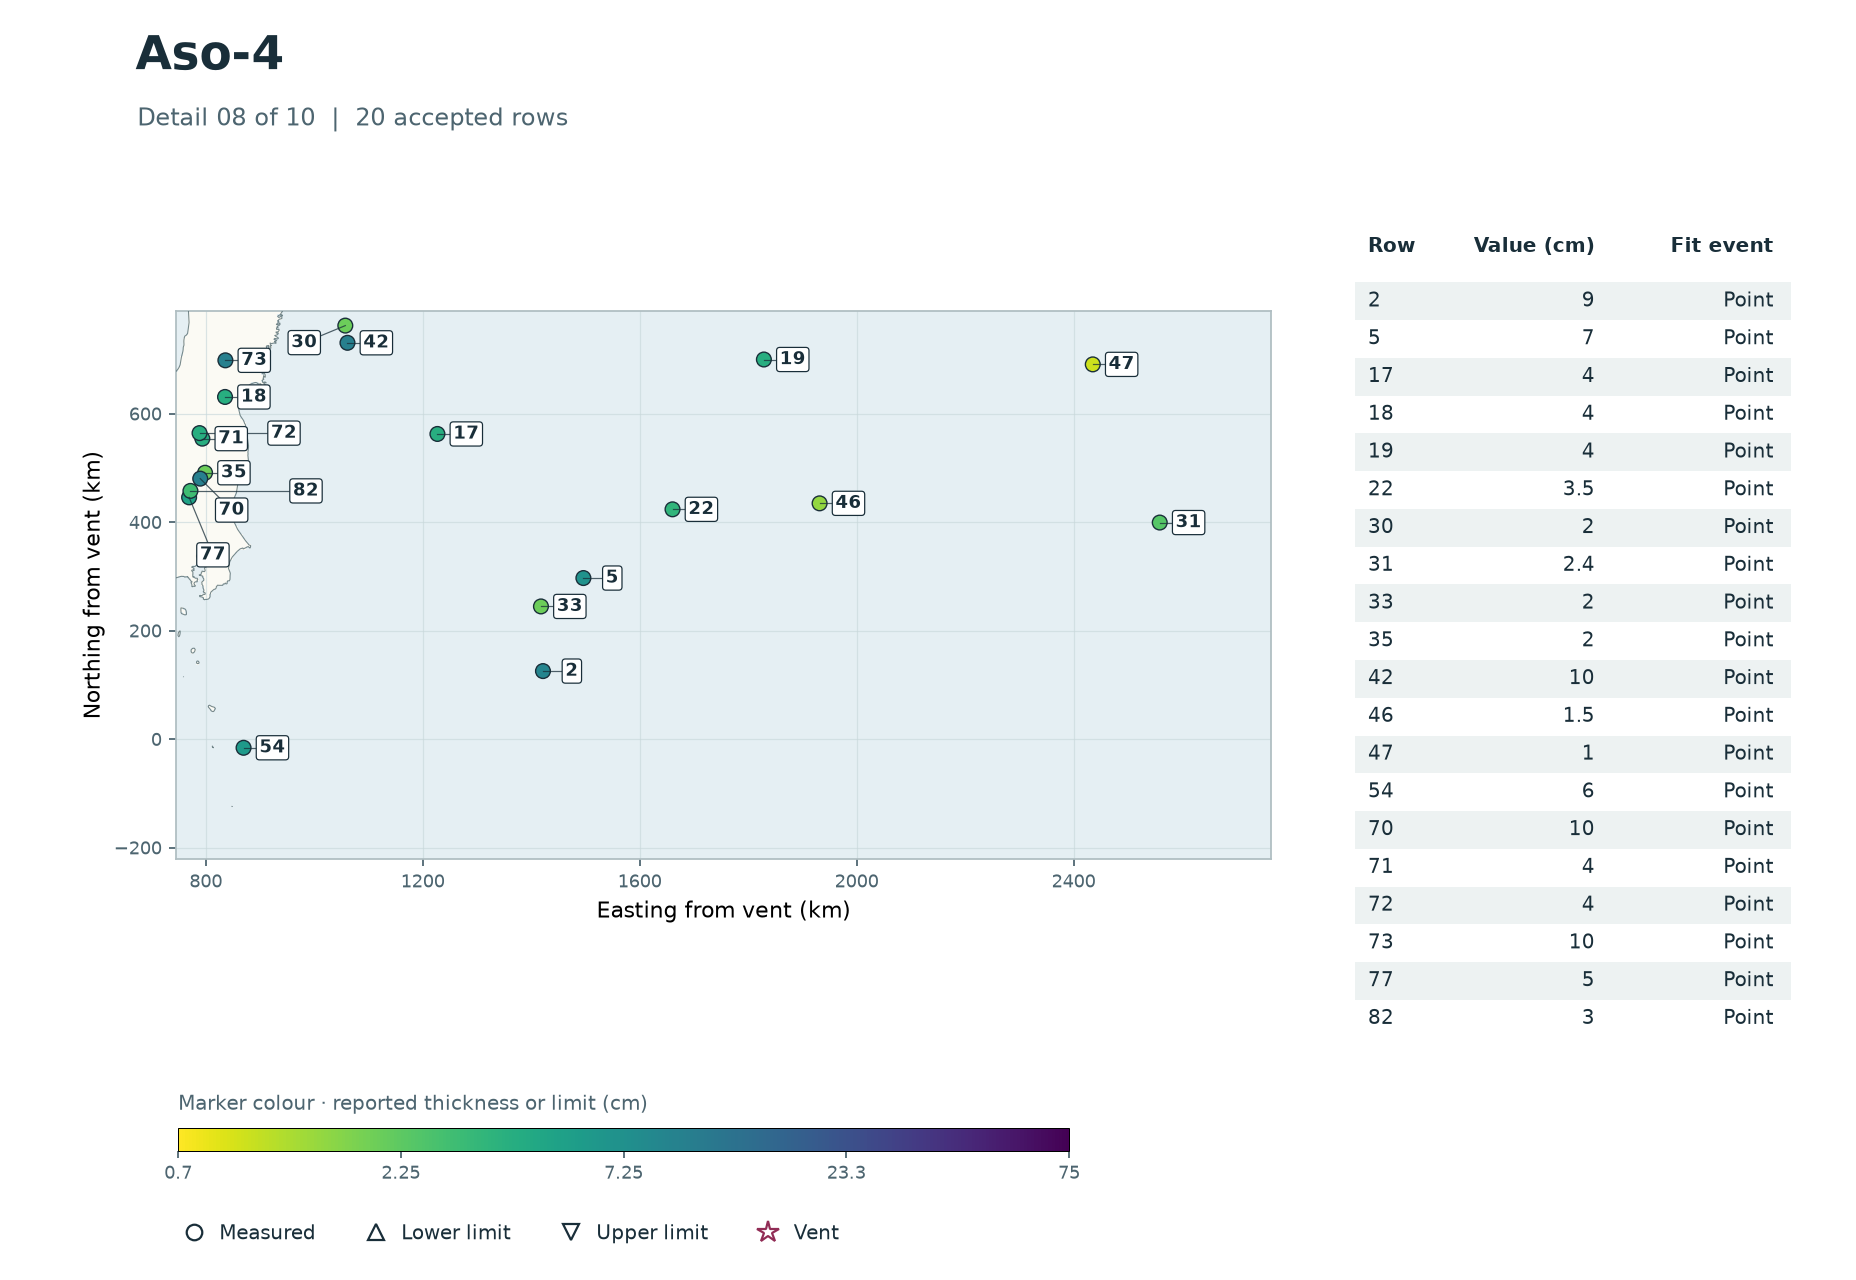 Aso-4
Detail 08 of 10 | 20 accepted rows
Row Value (cm) Fit event
2 9 Point
5 7 Point
17 4 Point
18 4 Point
19 4 Point
22 3.5 Point
30 2 Point
31 2.4 Point
33 2 Point
35 2 Point
42 10 Point
46 1.5 Point
47 1 Point
54 6 Point
70 10 Point
71 4 Point
72 4 Point
73 10 Point
77 5 Point
82 3 Point
30
42
73
19
47
18
72
71
17
35
82
70
46
22
31
77
5
33
2
54
600
400
200
0
−200
Northing from vent (km)
800 1200 1600 2000 2400
Easting from vent (km)
Marker colour · reported thickness or limit (cm)
0.7 2.25 7.25 23.3 75
Measured Lower limit Upper limit Vent